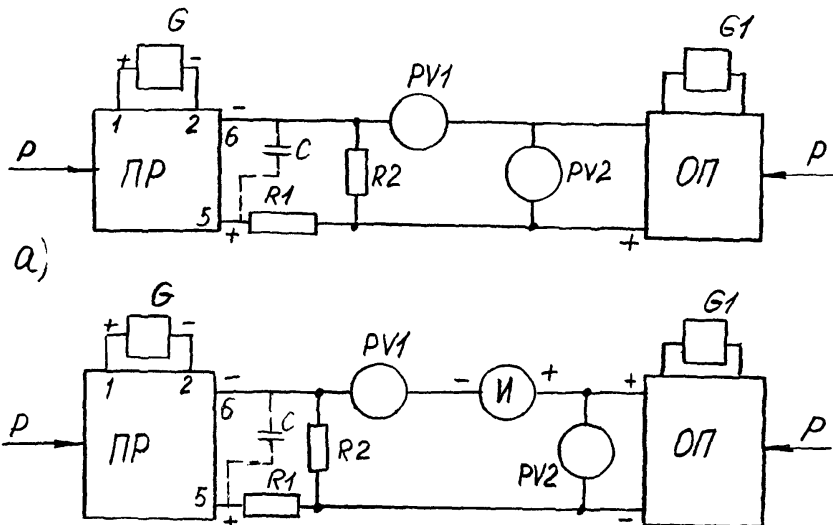 G
G1
+ -
PV1
1 2 - 6
P ПР C R2 PV2 ОП P
5 R1
+ +
а)
G
G1
+ -
PV1 - И +
1 2 - 6 +
P ПР C R2 PV2 ОП P
5 R1
+ -